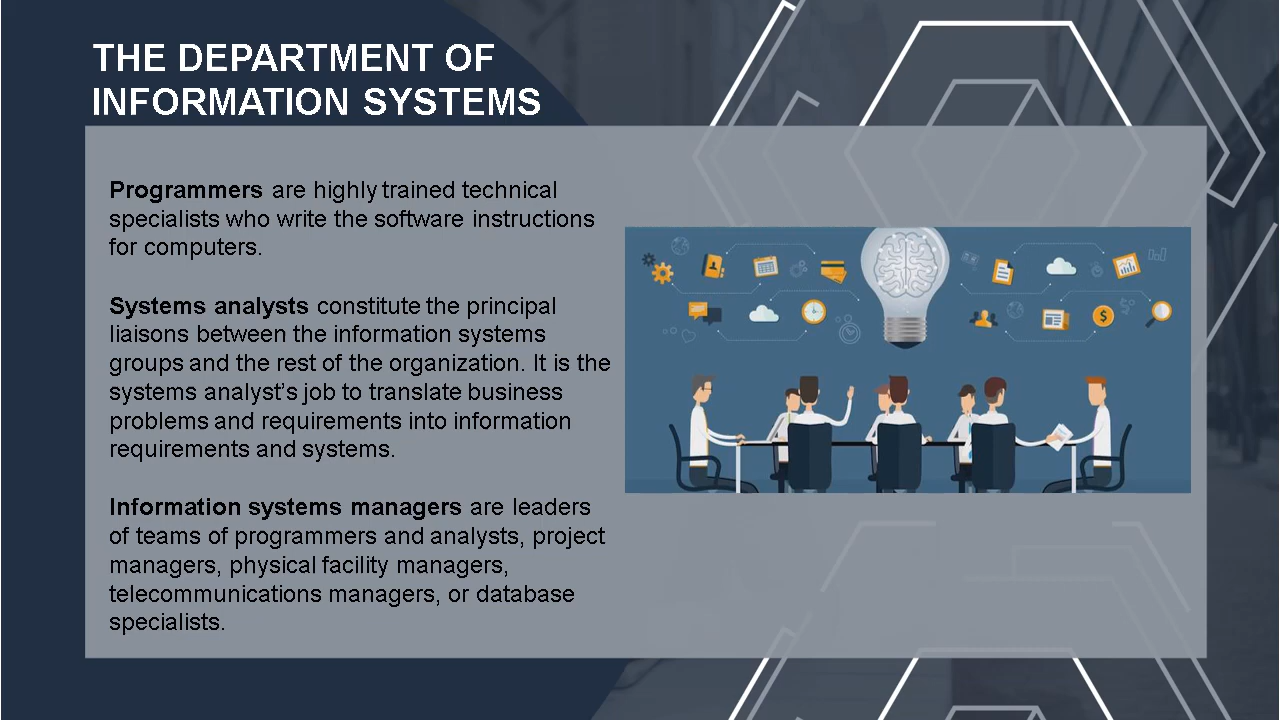 THE DEPARTMENT OF
INFORMATION SYSTEMS
Programmers are highly trained technical
specialists who write the software instructions
for computers.
Systems analysts constitute the principal
liaisons between the information systems
groups and the rest of the organization. It is the
systems analyst’s job to translate business
problems and requirements into information
requirements and systems.
Information systems managers are leaders
of teams of programmers and analysts, project
managers, physical facility managers,
telecommunications managers, or database
specialists.